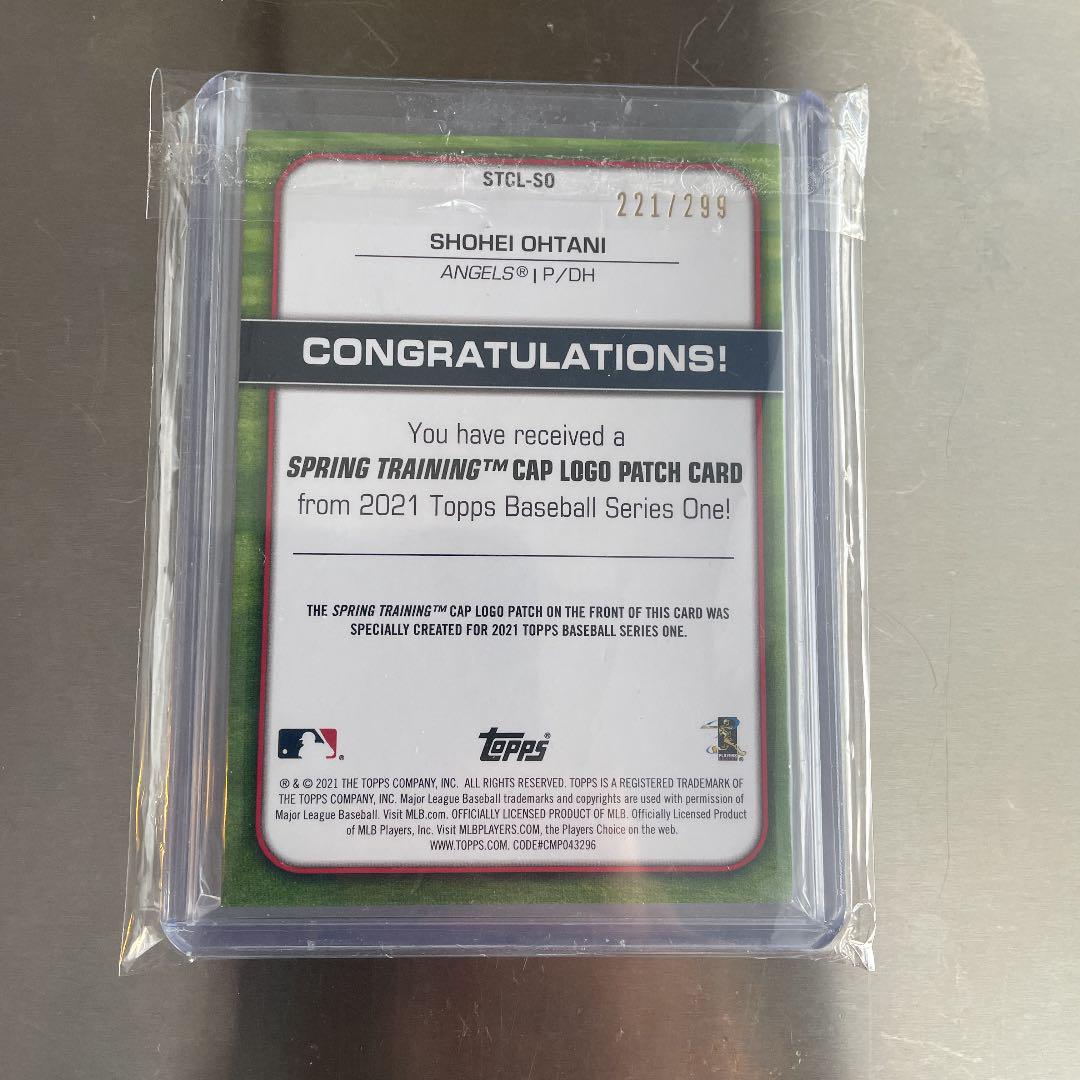 STCL-SO
221/299
SHOHEI OHTANI
ANGELS® | P/DH
CONGRATULATIONS!
You have received a
SPRING TRAINING™ CAP LOGO PATCH CARD
from 2021 Topps Baseball Series One!
THE SPRING TRAINING™ CAP LOGO PATCH ON THE FRONT OF THIS CARD WAS
SPECIALLY CREATED FOR 2021 TOPPS BASEBALL SERIES ONE.
topps®
® & © 2021 THE TOPPS COMPANY, INC. ALL RIGHTS RESERVED. TOPPS IS A REGISTERED TRADEMARK OF
THE TOPPS COMPANY, INC. Major League Baseball trademarks and copyrights are used with permission of
Major League Baseball. Visit MLB.com. OFFICIALLY LICENSED PRODUCT OF MLB. Officially Licensed Product
of MLB Players, Inc. Visit MLBPLAYERS.COM, the Players Choice on the web.
WWW.TOPPS.COM. CODE#CMP043296